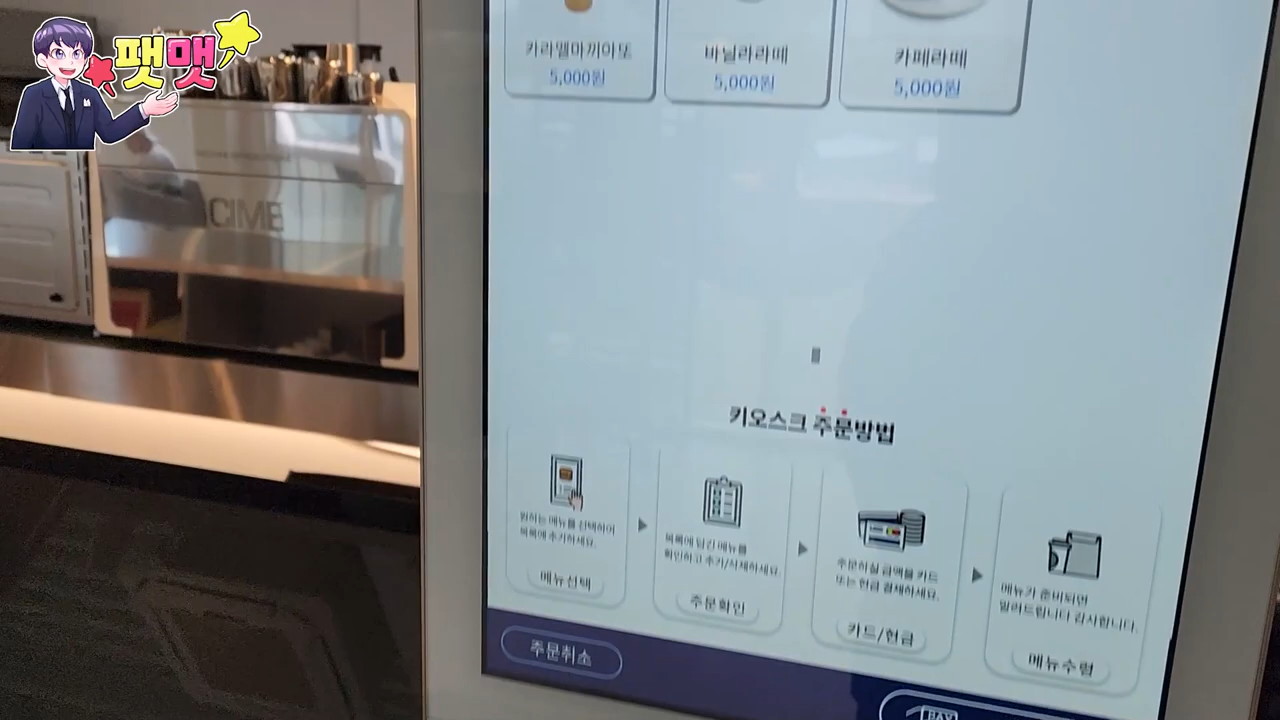 팻맷
카라멜마끼아또
5,000원
바닐라라떼
5,000원
카페라떼
5,000원
CIME
키오스크 주문방법
원하는 메뉴를 선택하여
목록에 추가하세요.
메뉴선택
목록에 담긴 메뉴를
확인하고 추가/삭제하세요.
주문확인
주문하실 금액을 카드
또는 현금 결제하세요.
카드/현금
메뉴가 준비되면
알려드립니다 감사합니다.
메뉴수령
주문취소
PAY